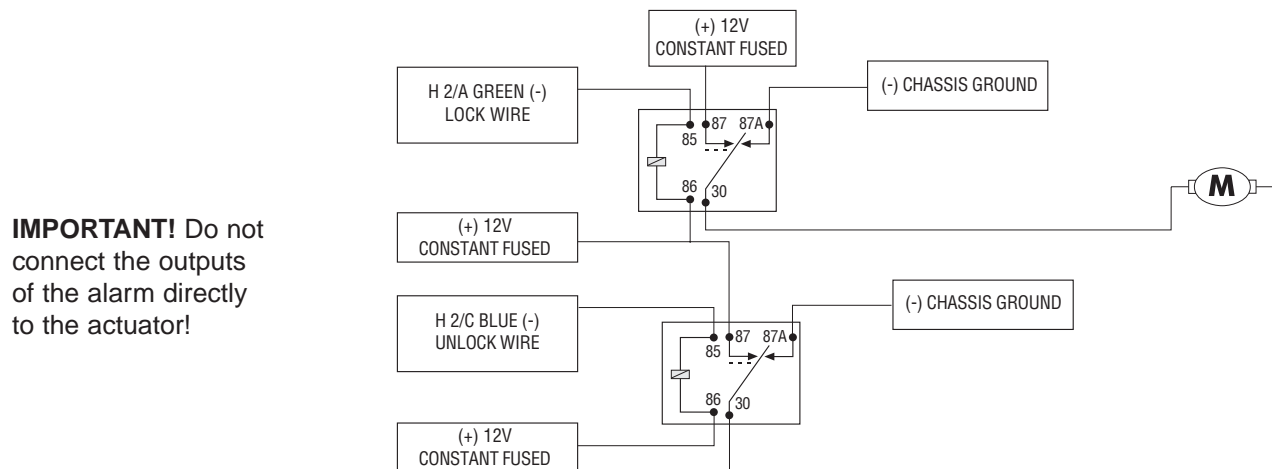 IMPORTANT! Do not
connect the outputs
of the alarm directly
to the actuator!
(+) 12V
CONSTANT FUSED
H 2/A GREEN (-)
LOCK WIRE
(-) CHASSIS GROUND
87
87A
85
86
30
M
(+) 12V
CONSTANT FUSED
H 2/C BLUE (-)
UNLOCK WIRE
(-) CHASSIS GROUND
87
87A
85
86
30
(+) 12V
CONSTANT FUSED